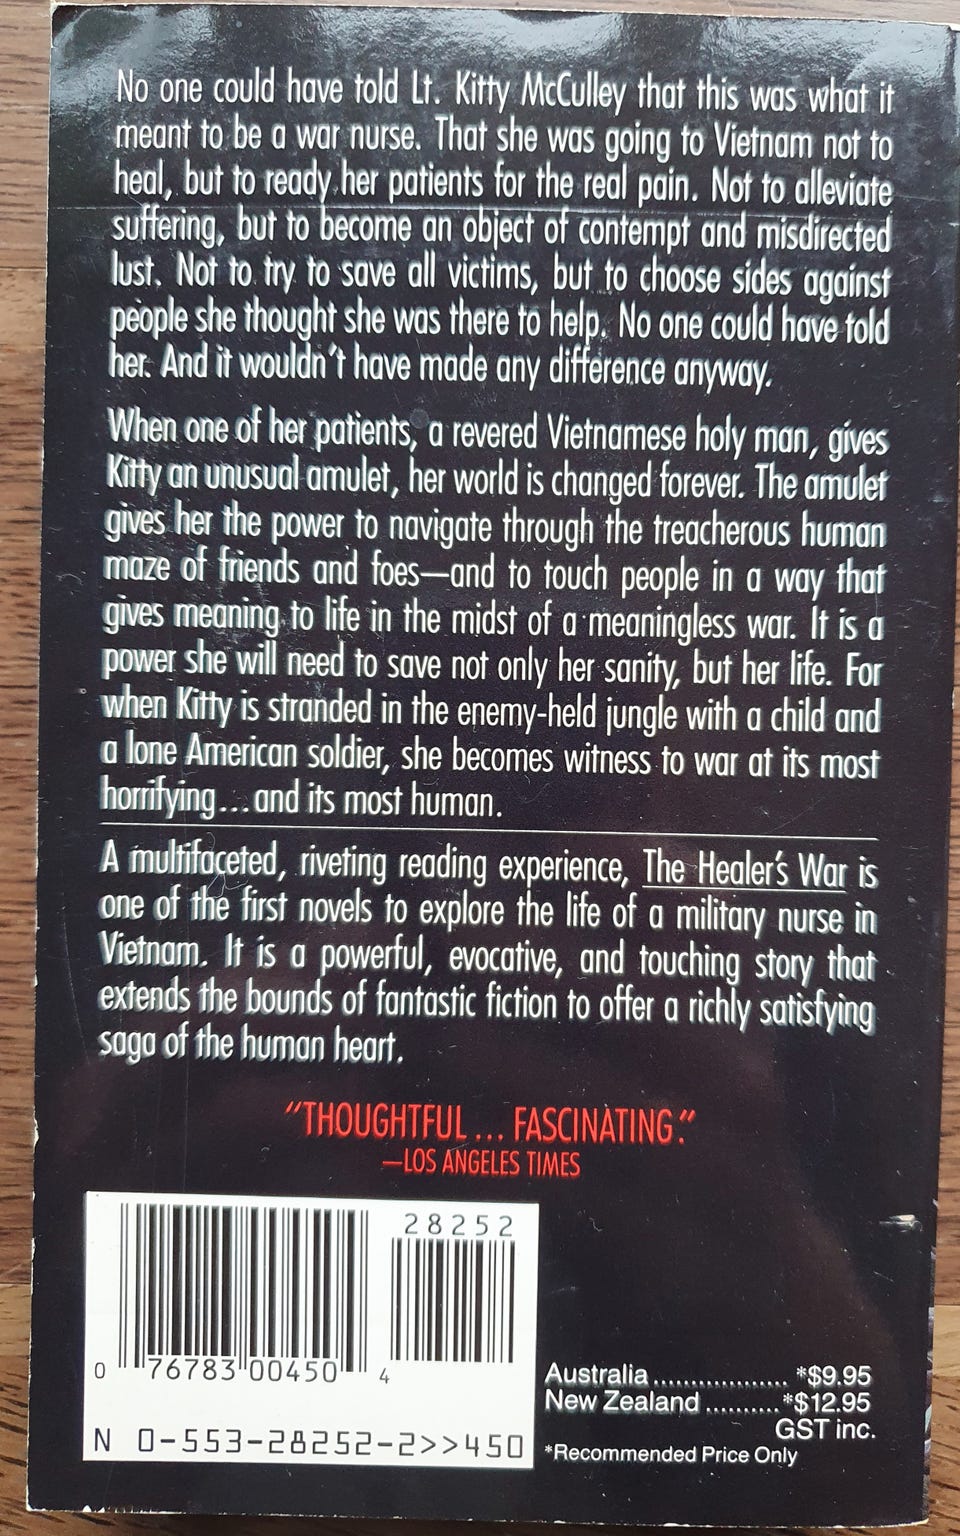 No one could have told Lt. Kitty McCulley that this was what it
meant to be a war nurse. That she was going to Vietnam not to
heal, but to ready her patients for the real pain. Not to alleviate
suffering, but to become an object of contempt and misdirected
lust. Not to try to save all victims, but to choose sides against
people she thought she was there to help. No one could have told
her. And it wouldn't have made any difference anyway.
When one of her patients, a revered Vietnamese holy man, gives
Kitty an unusual amulet, her world is changed forever. The amulet
gives her the power to navigate through the treacherous human
maze of friends and foes—and to touch people in a way that
gives meaning to life in the midst of a meaningless war. It is a
power she will need to save not only her sanity, but her life. For
when Kitty is stranded in the enemy-held jungle with a child and
a lone American soldier, she becomes witness to war at its most
horrifying...and its most human.
A multifaceted, riveting reading experience, The Healer's War is
one of the first novels to explore the life of a military nurse in
Vietnam. It is a powerful, evocative, and touching story that
extends the bounds of fantastic fiction to offer a richly satisfying
saga of the human heart.
"THOUGHTFUL ... FASCINATING."
—LOS ANGELES TIMES
28252
0 76783 00450 4
N 0-553-28252-2>>450
Australia .................. *$9.95
New Zealand ..........*$12.95
GST inc.
*Recommended Price Only